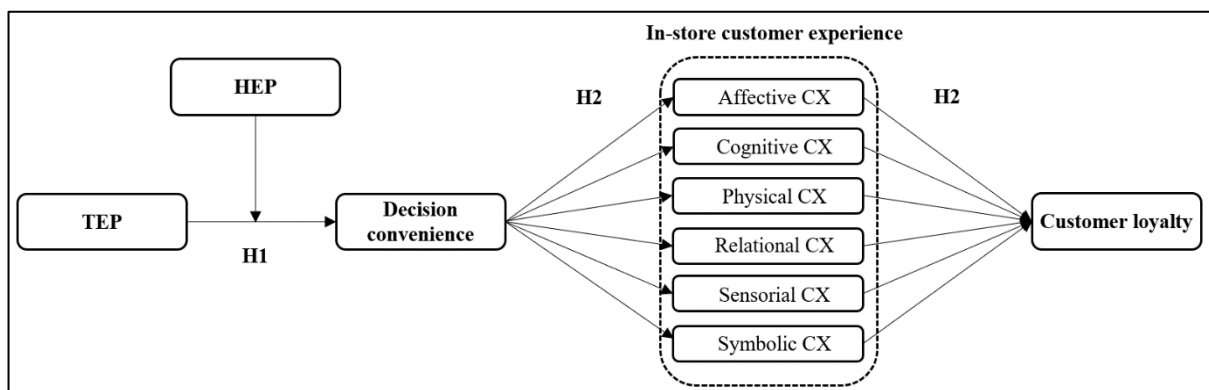 In-store customer experience
HEP
H2
Affective CX
H2
Cognitive CX
TEP
H1
Decision
convenience
Physical CX
Customer loyalty
Relational CX
Sensorial CX
Symbolic CX